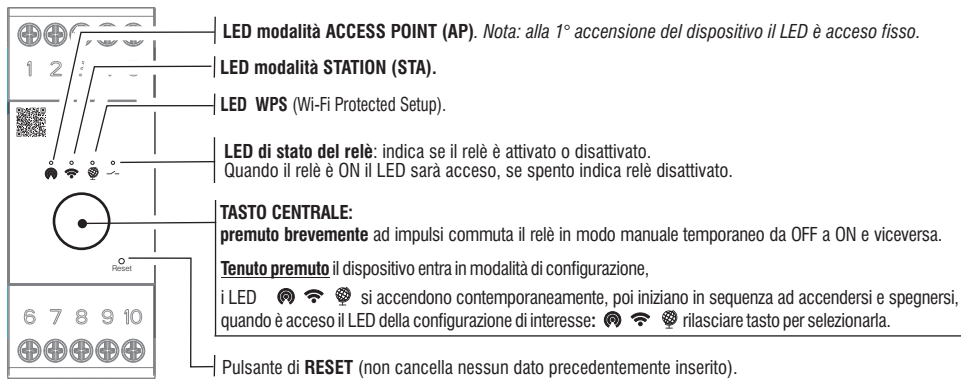 LED modalità ACCESS POINT (AP). Nota: alla 1° accensione del dispositivo il LED è acceso fisso.
1 2
LED modalità STATION (STA).
LED WPS (Wi-Fi Protected Setup).
LED di stato del relè: indica se il relè è attivato o disattivato.
Quando il relè è ON il LED sarà acceso, se spento indica relè disattivato.
TASTO CENTRALE:
premuto brevemente ad impulsi commuta il relè in modo manuale temporaneo da OFF a ON e viceversa.
Tenuto premuto il dispositivo entra in modalità di configurazione,
i LED si accendono contemporaneamente, poi iniziano in sequenza ad accendersi e spegnersi,
quando è acceso il LED della configurazione di interesse: rilasciare tasto per selezionarla.
Reset
6 7 8 9 10
Pulsante di RESET (non cancella nessun dato precedentemente inserito).